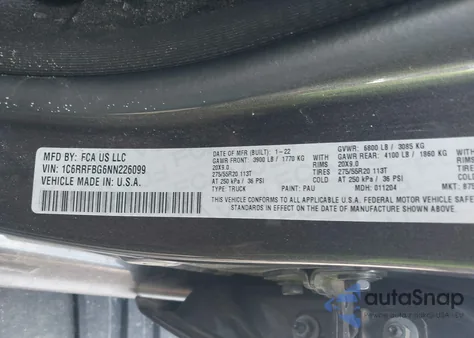 MFD BY: FCA US LLC
VIN: 1C6RRFBG6NN226099
VEHICLE MADE IN: U.S.A.
DATE OF MFR (BUILT): 1-22
GAWR FRONT: 3900 LB / 1770 KG
20X9.0
275/55R20 113T
AT 250 kPa / 36 PSI
TYPE: TRUCK
PAINT: PAU
WITH
RIMS
TIRES
COLD:
GVWR: 6800 LB / 3085 KG
GAWR REAR: 4100 LB / 1860 KG
20X9.0
275/55R20 113T
AT 250 kPa / 36 PSI
MDH: 011204
WITH
RIMS
TIRES
COLD:
THIS VEHICLE CONFORMS TO ALL APPLICABLE U.S.A. FEDERAL MOTOR VEHICLE SAFETY
STANDARDS IN EFFECT ON THE DATE OF MANUFACTURE SHOWN ABOVE.
autoSnap